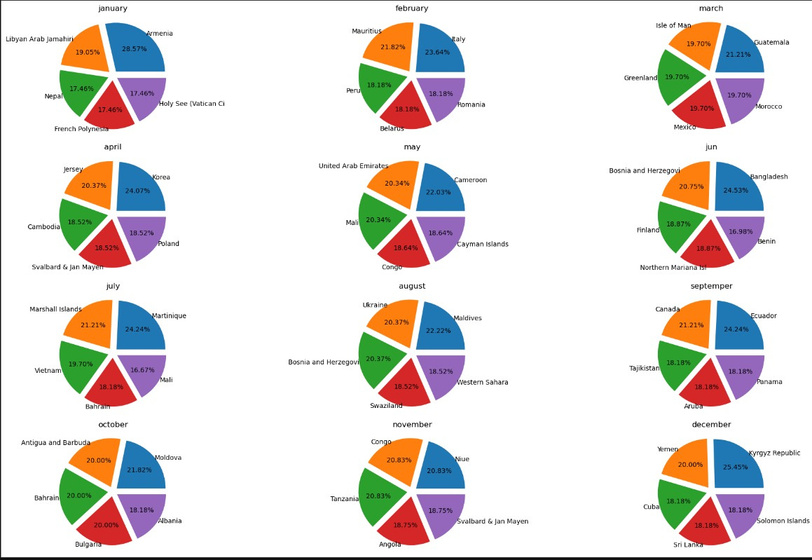 january
Armenia
28.57%
Libyan Arab Jamahiri
19.05%
Nepal
17.46%
French Polynesia
17.46%
Holy See (Vatican Ci
17.46%
february
Italy
23.64%
Mauritius
21.82%
Peru
18.18%
Belarus
18.18%
Romania
18.18%
march
Guatemala
21.21%
Isle of Man
19.70%
Greenland
19.70%
Mexico
19.70%
Morocco
19.70%
april
Korea
24.07%
Jersey
20.37%
Cambodia
18.52%
Svalbard & Jan Mayen
18.52%
Poland
18.52%
may
Cameroon
22.03%
United Arab Emirates
20.34%
Mali
20.34%
Congo
18.64%
Cayman Islands
18.64%
jun
Bangladesh
24.53%
Bosnia and Herzegovi
20.75%
Finland
18.87%
Northern Mariana Isl
18.87%
Benin
16.98%
july
Martinique
24.24%
Marshall Islands
21.21%
Vietnam
19.70%
Bahrain
18.18%
Mali
16.67%
august
Maldives
22.22%
Ukraine
20.37%
Bosnia and Herzegovi
20.37%
Swaziland
18.52%
Western Sahara
18.52%
septemper
Ecuador
24.24%
Canada
21.21%
Tajikistan
18.18%
Aruba
18.18%
Panama
18.18%
october
Moldova
21.82%
Antigua and Barbuda
20.00%
Bahrain
20.00%
Bulgaria
20.00%
Albania
18.18%
november
Niue
20.83%
Congo
20.83%
Tanzania
20.83%
Angola
18.75%
Svalbard & Jan Mayen
18.75%
december
Kyrgyz Republic
25.45%
Yemen
20.00%
Cuba
18.18%
Sri Lanka
18.18%
Solomon Islands
18.18%